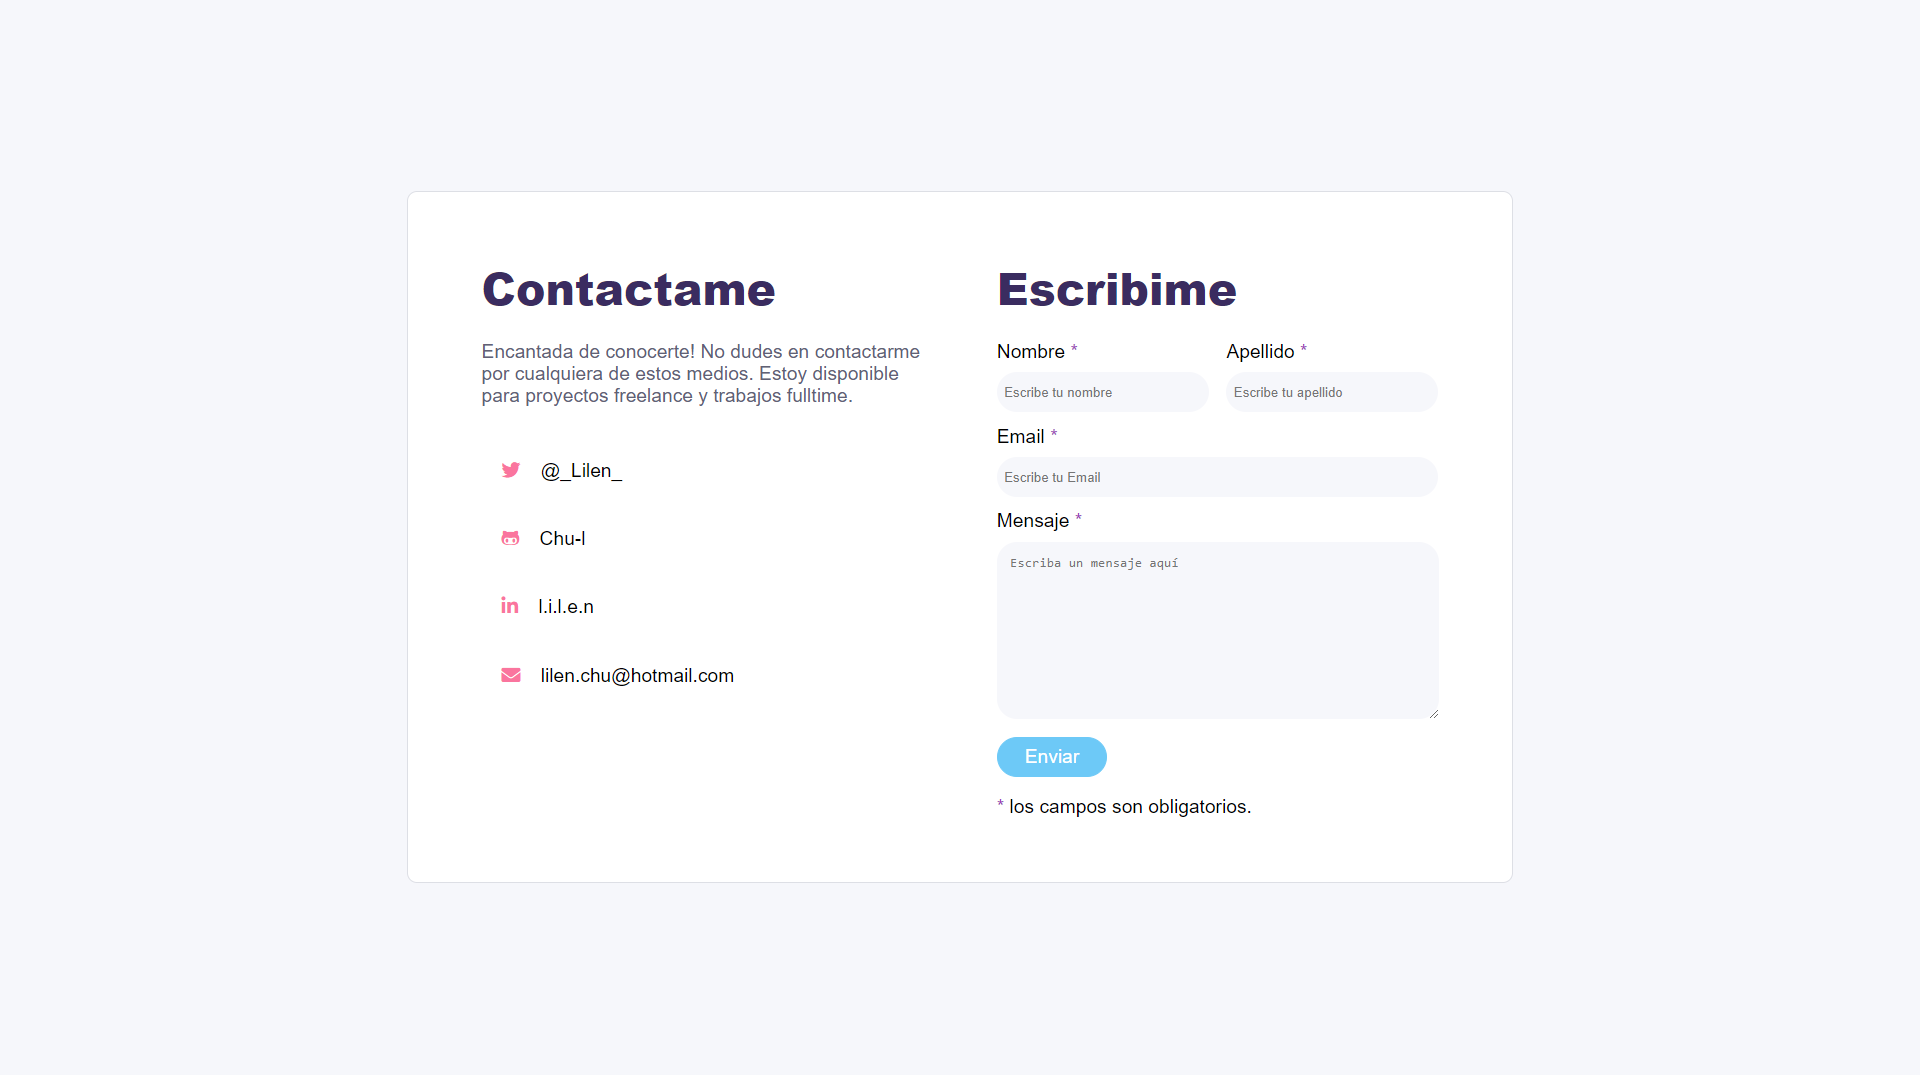 Contactame
Encantada de conocerte! No dudes en contactarme
por cualquiera de estos medios. Estoy disponible
para proyectos freelance y trabajos fulltime.
@_Lilen_
Chu-l
l.i.l.e.n
lilen.chu@hotmail.com
Escribime
Nombre * Apellido *
Escribe tu nombre Escribe tu apellido
Email *
Escribe tu Email
Mensaje *
Escriba un mensaje aquí
Enviar
* los campos son obligatorios.